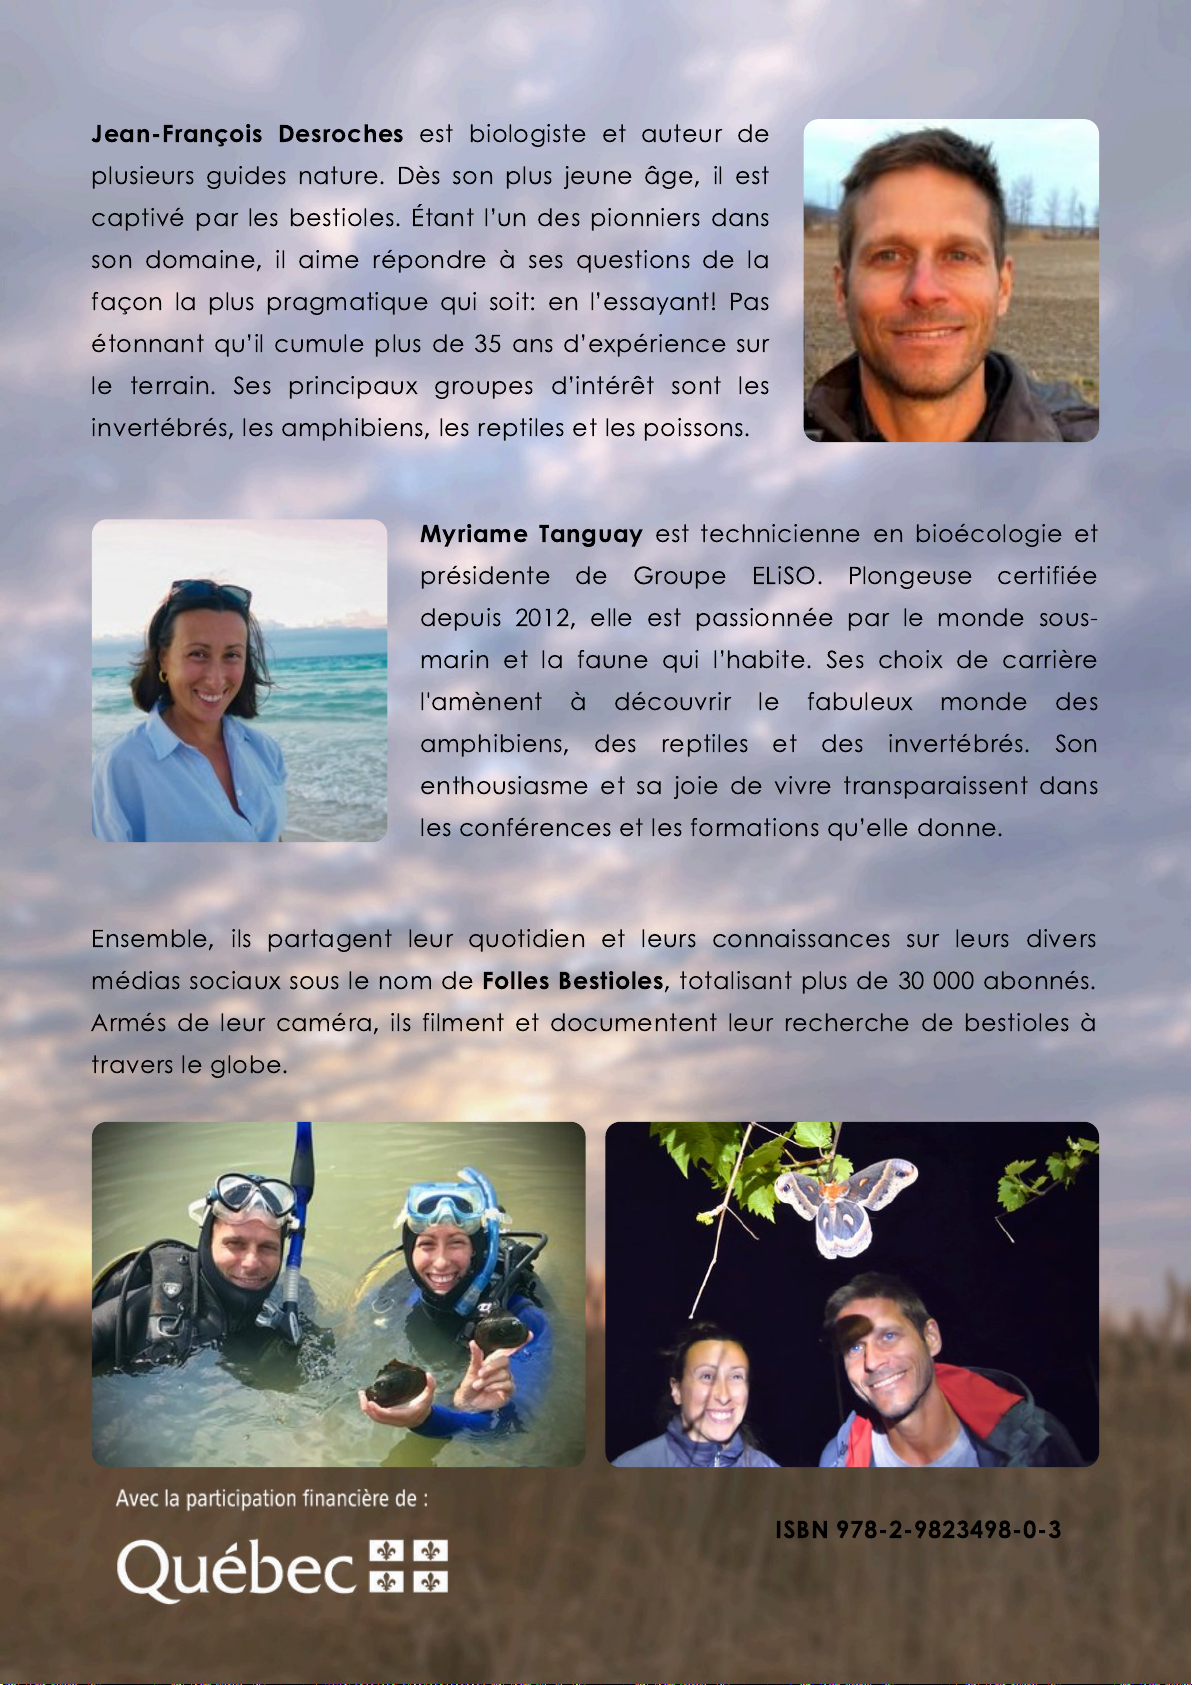 Jean-François Desroches est biologiste et auteur de
plusieurs guides nature. Dès son plus jeune âge, il est
captivé par les bestioles. Étant l’un des pionniers dans
son domaine, il aime répondre à ses questions de la
façon la plus pragmatique qui soit: en l’essayant! Pas
étonnant qu’il cumule plus de 35 ans d’expérience sur
le terrain. Ses principaux groupes d’intérêt sont les
invertébrés, les amphibiens, les reptiles et les poissons.
Myriame Tanguay est technicienne en bioécologie et
présidente de Groupe ELiSO. Plongeuse certifiée
depuis 2012, elle est passionnée par le monde sous-
marin et la faune qui l’habite. Ses choix de carrière
l'amènent à découvrir le fabuleux monde des
amphibiens, des reptiles et des invertébrés. Son
enthousiasme et sa joie de vivre transparaissent dans
les conférences et les formations qu’elle donne.
Ensemble, ils partagent leur quotidien et leurs connaissances sur leurs divers
médias sociaux sous le nom de Folles Bestioles, totalisant plus de 30 000 abonnés.
Armés de leur caméra, ils filment et documentent leur recherche de bestioles à
travers le globe.
Avec la participation financière de :
Québec
ISBN 978-2-9823498-0-3